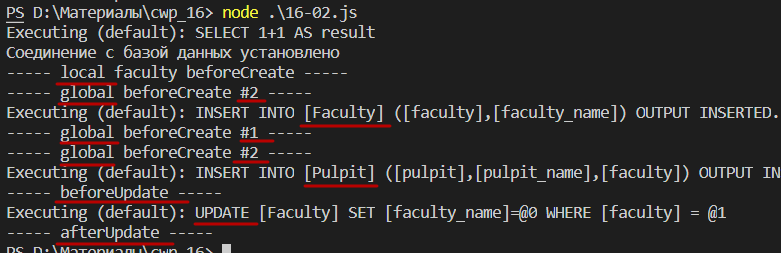 PS D:\Материалы\cwp_16> node .\16-02.js
Executing (default): SELECT 1+1 AS result
Соединение с базой данных установлено
----- local faculty beforeCreate -----
----- global beforeCreate #2 -----
Executing (default): INSERT INTO [Faculty] ([faculty],[faculty_name]) OUTPUT INSERTED.
----- global beforeCreate #1 -----
----- global beforeCreate #2 -----
Executing (default): INSERT INTO [Pulpit] ([pulpit],[pulpit_name],[faculty]) OUTPUT IN
----- beforeUpdate -----
Executing (default): UPDATE [Faculty] SET [faculty_name]=@0 WHERE [faculty] = @1
----- afterUpdate -----
PS D:\Материалы\cwp_16>